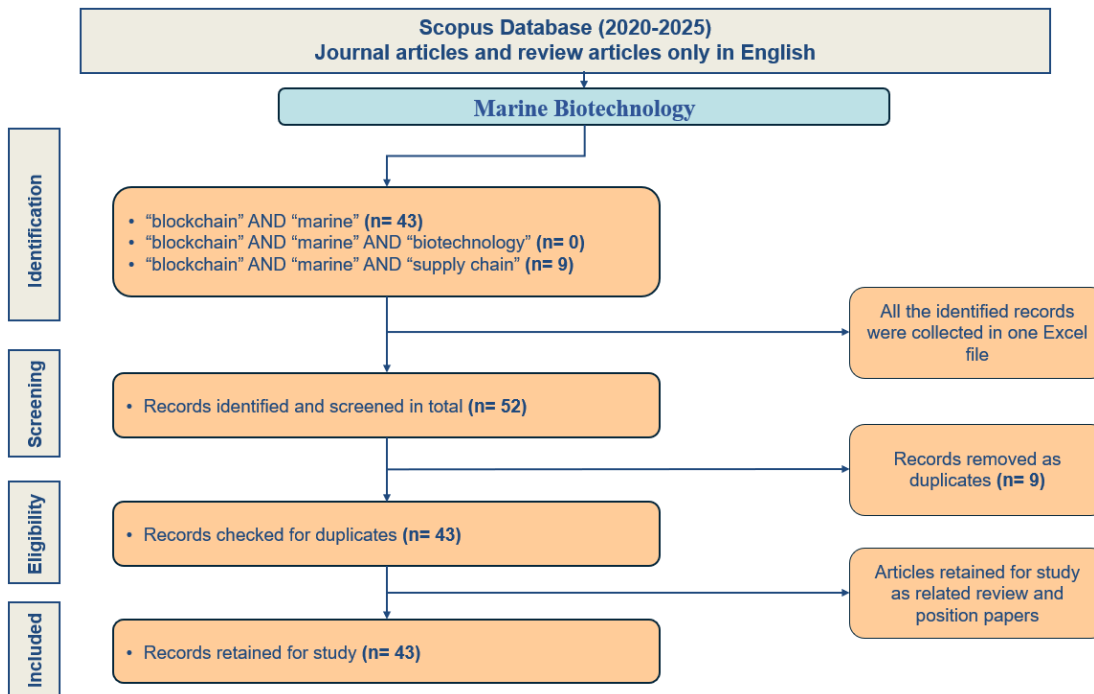 Scopus Database (2020-2025)
Journal articles and review articles only in English
Marine Biotechnology
Identification
• “blockchain” AND “marine” (n= 43)
• “blockchain” AND “marine” AND “biotechnology” (n= 0)
• “blockchain” AND “marine” AND “supply chain” (n= 9)
All the identified records
were collected in one Excel
file
Screening
• Records identified and screened in total (n= 52)
Records removed as
duplicates (n= 9)
Eligibility
• Records checked for duplicates (n= 43)
Articles retained for study
as related review and
position papers
Included
• Records retained for study (n= 43)